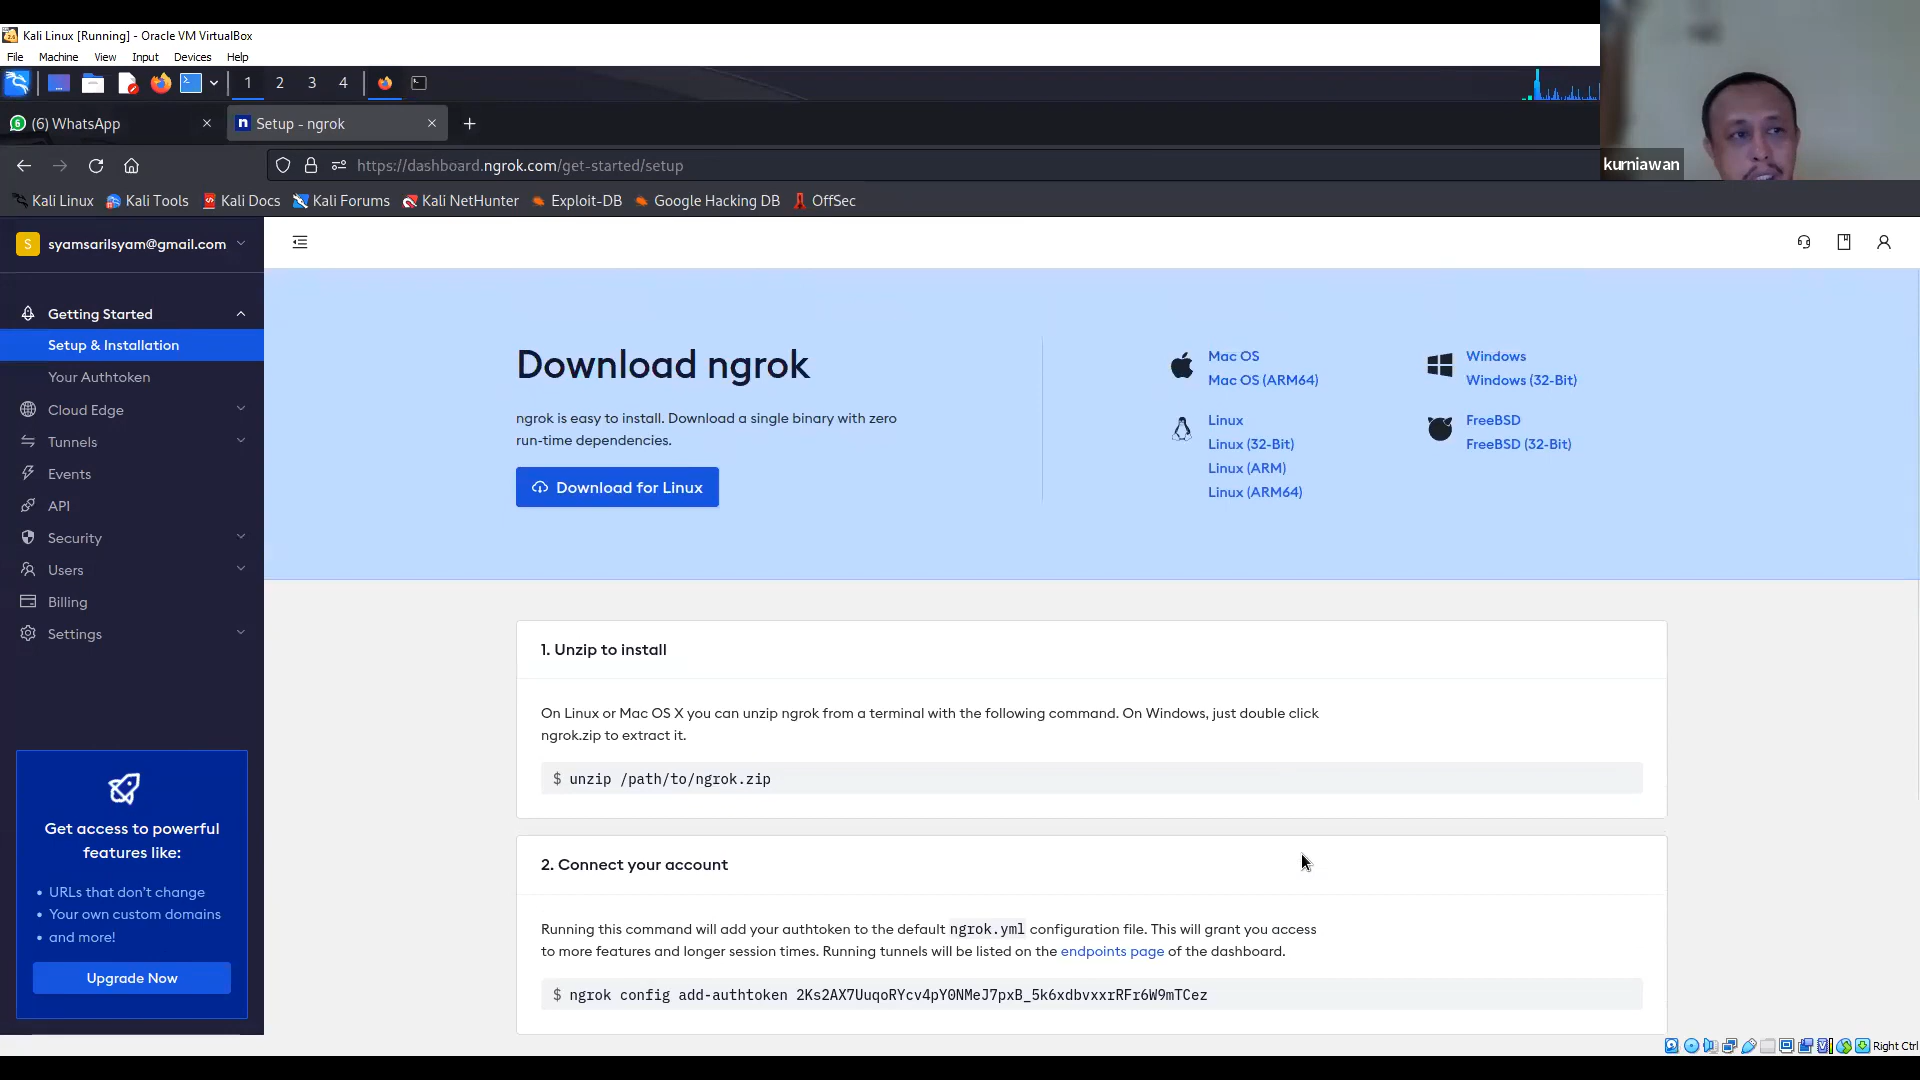 Kali Linux [Running] - Oracle VM VirtualBox
File Machine View Input Devices Help
1 2 3 4
(6) WhatsApp
Setup - ngrok
https://dashboard.ngrok.com/get-started/setup
kurniawan
Kali Linux Kali Tools Kali Docs Kali Forums Kali NetHunter Exploit-DB Google Hacking DB OffSec
S syamsarilsyam@gmail.com
Getting Started
Setup & Installation
Your Authtoken
Cloud Edge
Tunnels
Events
API
Security
Users
Billing
Settings
Get access to powerful
features like:
• URLs that don't change
• Your own custom domains
• and more!
Upgrade Now
Download ngrok
ngrok is easy to install. Download a single binary with zero
run-time dependencies.
Download for Linux
Mac OS
Mac OS (ARM64)
Linux
Linux (32-Bit)
Linux (ARM)
Linux (ARM64)
Windows
Windows (32-Bit)
FreeBSD
FreeBSD (32-Bit)
1. Unzip to install
On Linux or Mac OS X you can unzip ngrok from a terminal with the following command. On Windows, just double click
ngrok.zip to extract it.
$ unzip /path/to/ngrok.zip
2. Connect your account
Running this command will add your authtoken to the default ngrok.yml configuration file. This will grant you access
to more features and longer session times. Running tunnels will be listed on the endpoints page of the dashboard.
$ ngrok config add-authtoken 2Ks2AX7UuqoRYcv4pY0NMeJ7pxB_5k6xdbvxxrRFr6W9mTCez
Right Ctrl